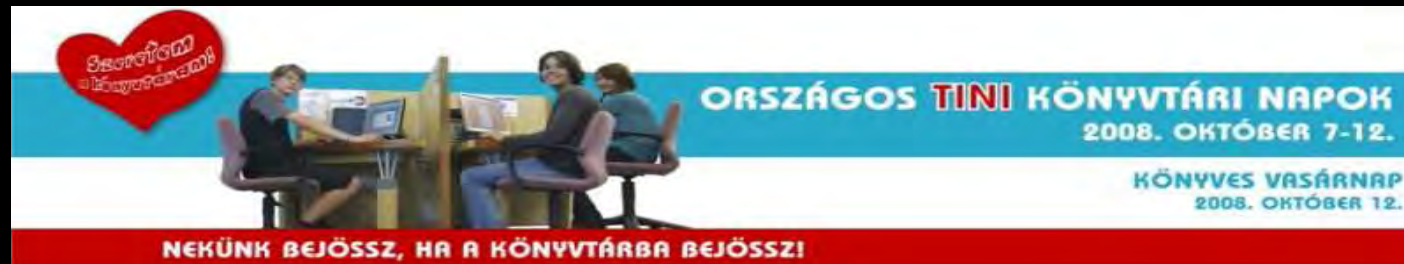 Szeretem
a könyvtáram!
ORSZÁGOS TINI KÖNYVTÁRI NAPOK
2008. OKTÓBER 7-12.
KÖNYVES VASÁRNAP
2008. OKTÓBER 12.
NEKÜNK BEJÖSSZ, HA A KÖNYVTÁRBA BEJÖSSZ!